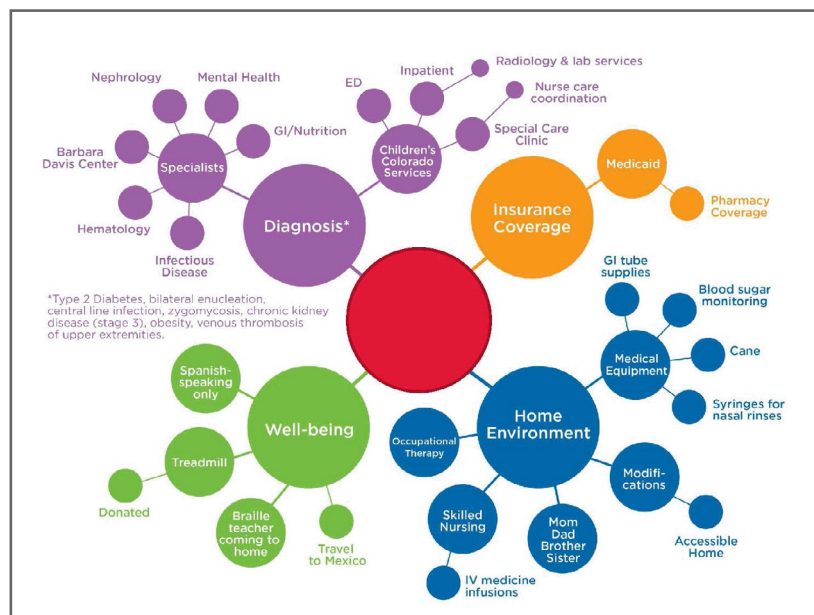 Radiology & lab services
Inpatient
Nephrology
Mental Health
ED
Nurse care
coordination
GI/Nutrition
Special Care
Clinic
Barbara
Davis Center
Specialists
Children's
Colorado
Services
Medicaid
Hematology
Infectious
Disease
Diagnosis*
Insurance
Coverage
Pharmacy
Coverage
*Type 2 Diabetes, bilateral enucleation,
central line infection, zygomycosis, chronic kidney
disease (stage 3), obesity, venous thrombosis
of upper extremities.
GI tube
supplies
Blood sugar
monitoring
Medical
Equipment
Cane
Syringes for
nasal rinses
Spanish-
speaking
only
Well-being
Home
Environment
Occupational
Therapy
Treadmill
Donated
Braille
teacher
coming to
home
Travel
to Mexico
Skilled
Nursing
IV medicine
infusions
Mom
Dad
Brother
Sister
Modifi-
cations
Accessible
Home